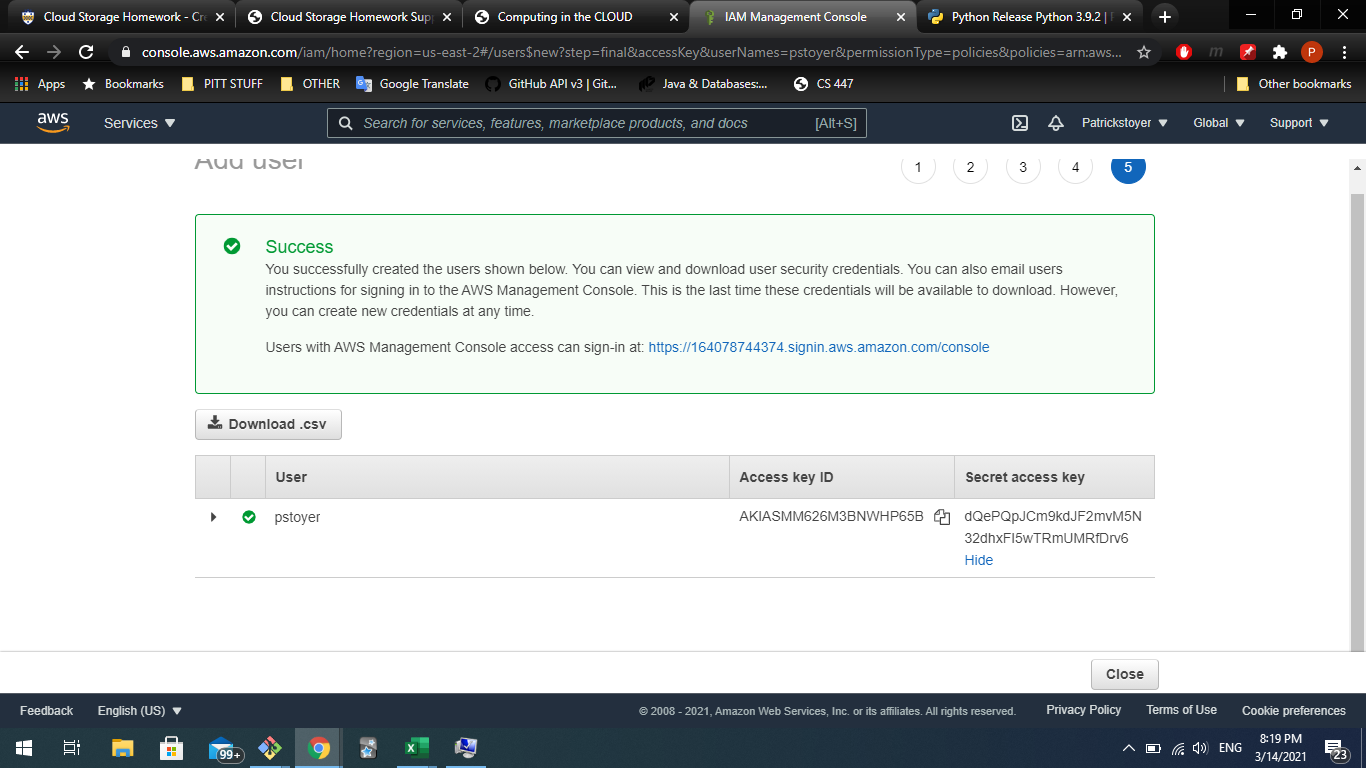 Cloud Storage Homework - Cre
Cloud Storage Homework Supp
Computing in the CLOUD
IAM Management Console
Python Release Python 3.9.2 | P
console.aws.amazon.com/iam/home?region=us-east-2#/users$new?step=final&accessKey&userNames=pstoyer&permissionType=policies&policies=arn:aws...
P
Apps
Bookmarks
PITT STUFF
OTHER
Google Translate
GitHub API v3 | Git...
Java & Databases:...
CS 447
Other bookmarks
aws
Services
Search for services, features, marketplace products, and docs
[Alt+S]
Patrickstoyer
Global
Support
Add user
1
2
3
4
5
Success
You successfully created the users shown below. You can view and download user security credentials. You can also email users
instructions for signing in to the AWS Management Console. This is the last time these credentials will be available to download. However,
you can create new credentials at any time.
Users with AWS Management Console access can sign-in at: https://164078744374.signin.aws.amazon.com/console
Download .csv
User
Access key ID
Secret access key
pstoyer
AKIASMM626M3BNWHP65B
Hide
Close
Feedback
English (US)
© 2008 - 2021, Amazon Web Services, Inc. or its affiliates. All rights reserved.
Privacy Policy
Terms of Use
Cookie preferences
99+
ENG
8:19 PM
3/14/2021
23